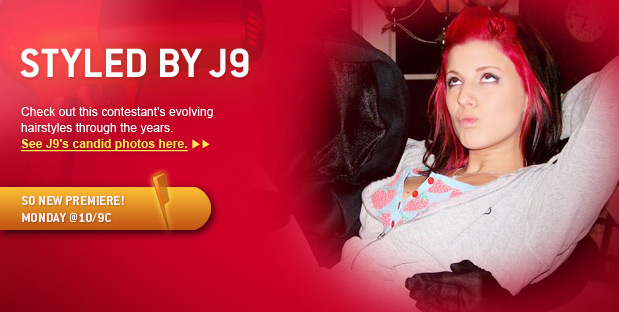 STYLED BY J9
Check out this contestant's evolving
hairstyles through the years.
See J9's candid photos here.
SO NEW PREMIERE!
MONDAY @10/9C